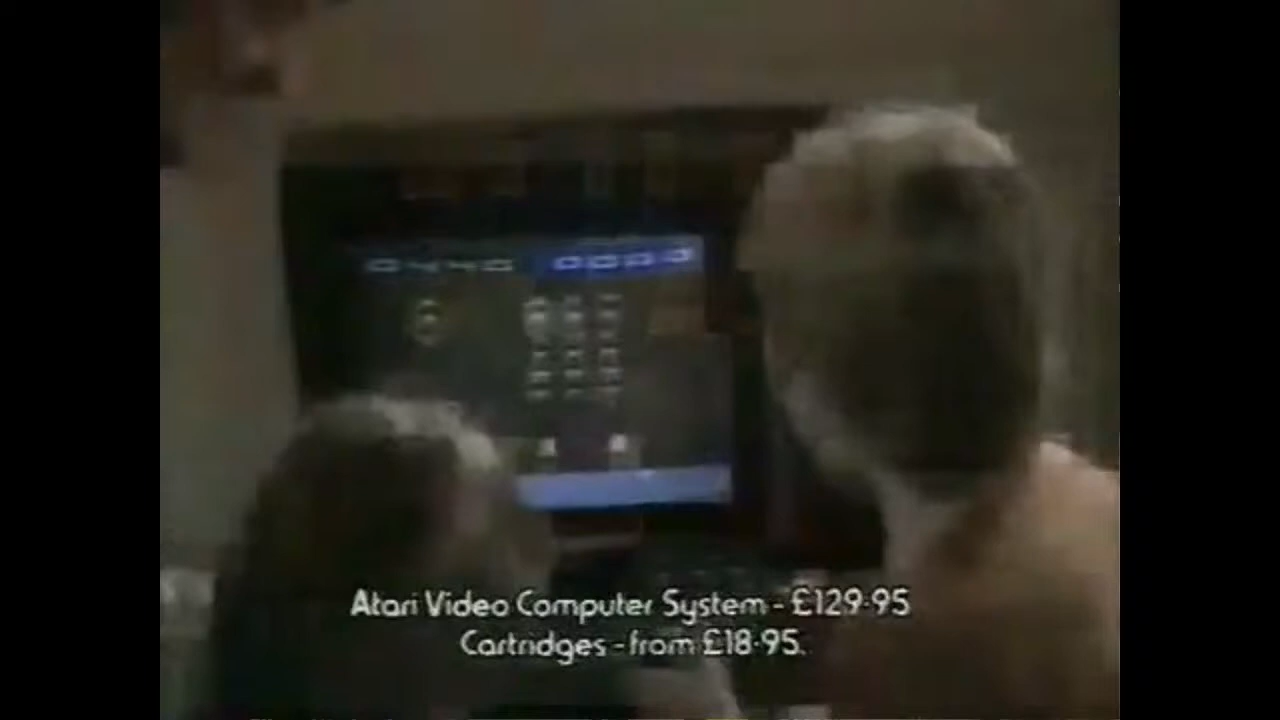 Atari Video Computer System - £129·95
Cartridges - from £18·95.